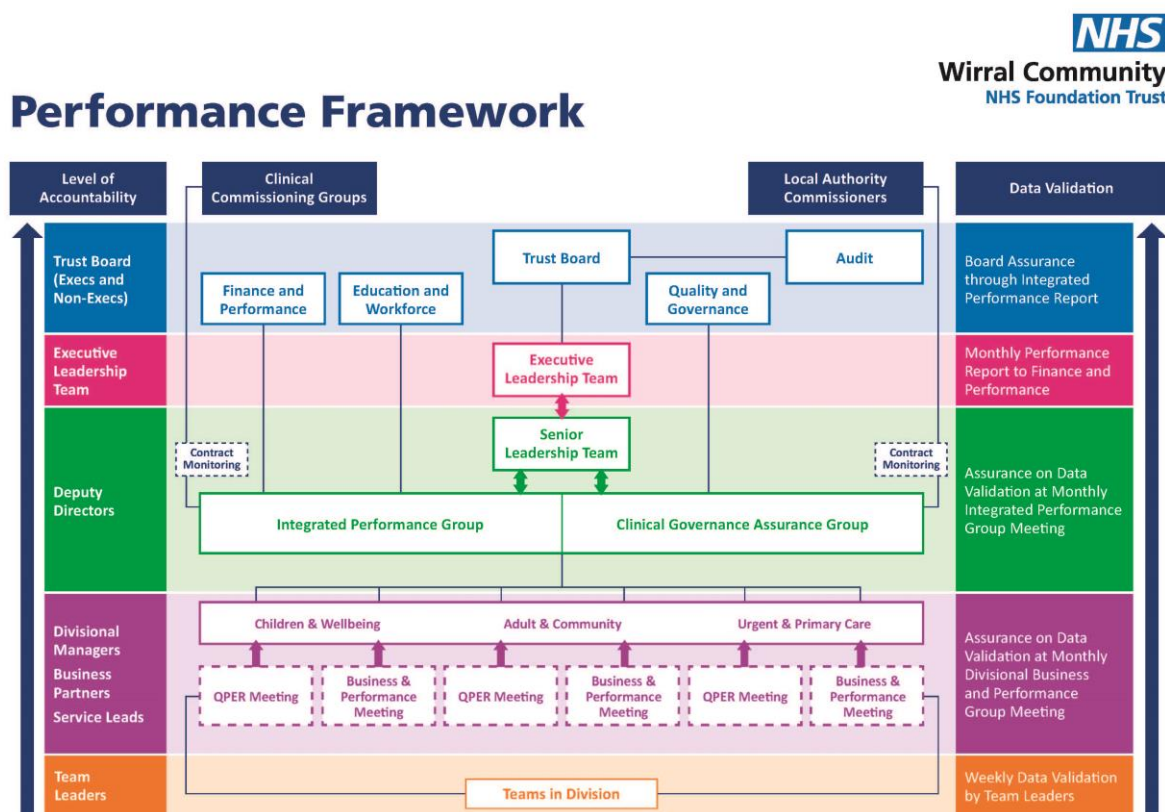 NHS
Wirral Community
NHS Foundation Trust
Performance Framework
Level of
Accountability
Clinical
Commissioning Groups
Local Authority
Commissioners
Data Validation
Trust Board
(Execs and
Non-Execs)
Trust Board
Audit
Finance and
Performance
Education and
Workforce
Quality and
Governance
Board Assurance
through Integrated
Performance Report
Executive
Leadership
Team
Executive
Leadership Team
Monthly Performance
Report to Finance and
Performance
Deputy
Directors
Senior
Leadership Team
Contract
Monitoring
Contract
Monitoring
Integrated Performance Group
Clinical Governance Assurance Group
Assurance on Data
Validation at Monthly
Integrated Performance
Group Meeting
Divisional
Managers
Business
Partners
Service Leads
Children & Wellbeing
Adult & Community
Urgent & Primary Care
QPER Meeting
Business &
Performance
Meeting
QPER Meeting
Business &
Performance
Meeting
QPER Meeting
Business &
Performance
Meeting
Assurance on Data
Validation at Monthly
Divisional Business
and Performance
Group Meeting
Team
Leaders
Teams in Division
Weekly Data Validation
by Team Leaders